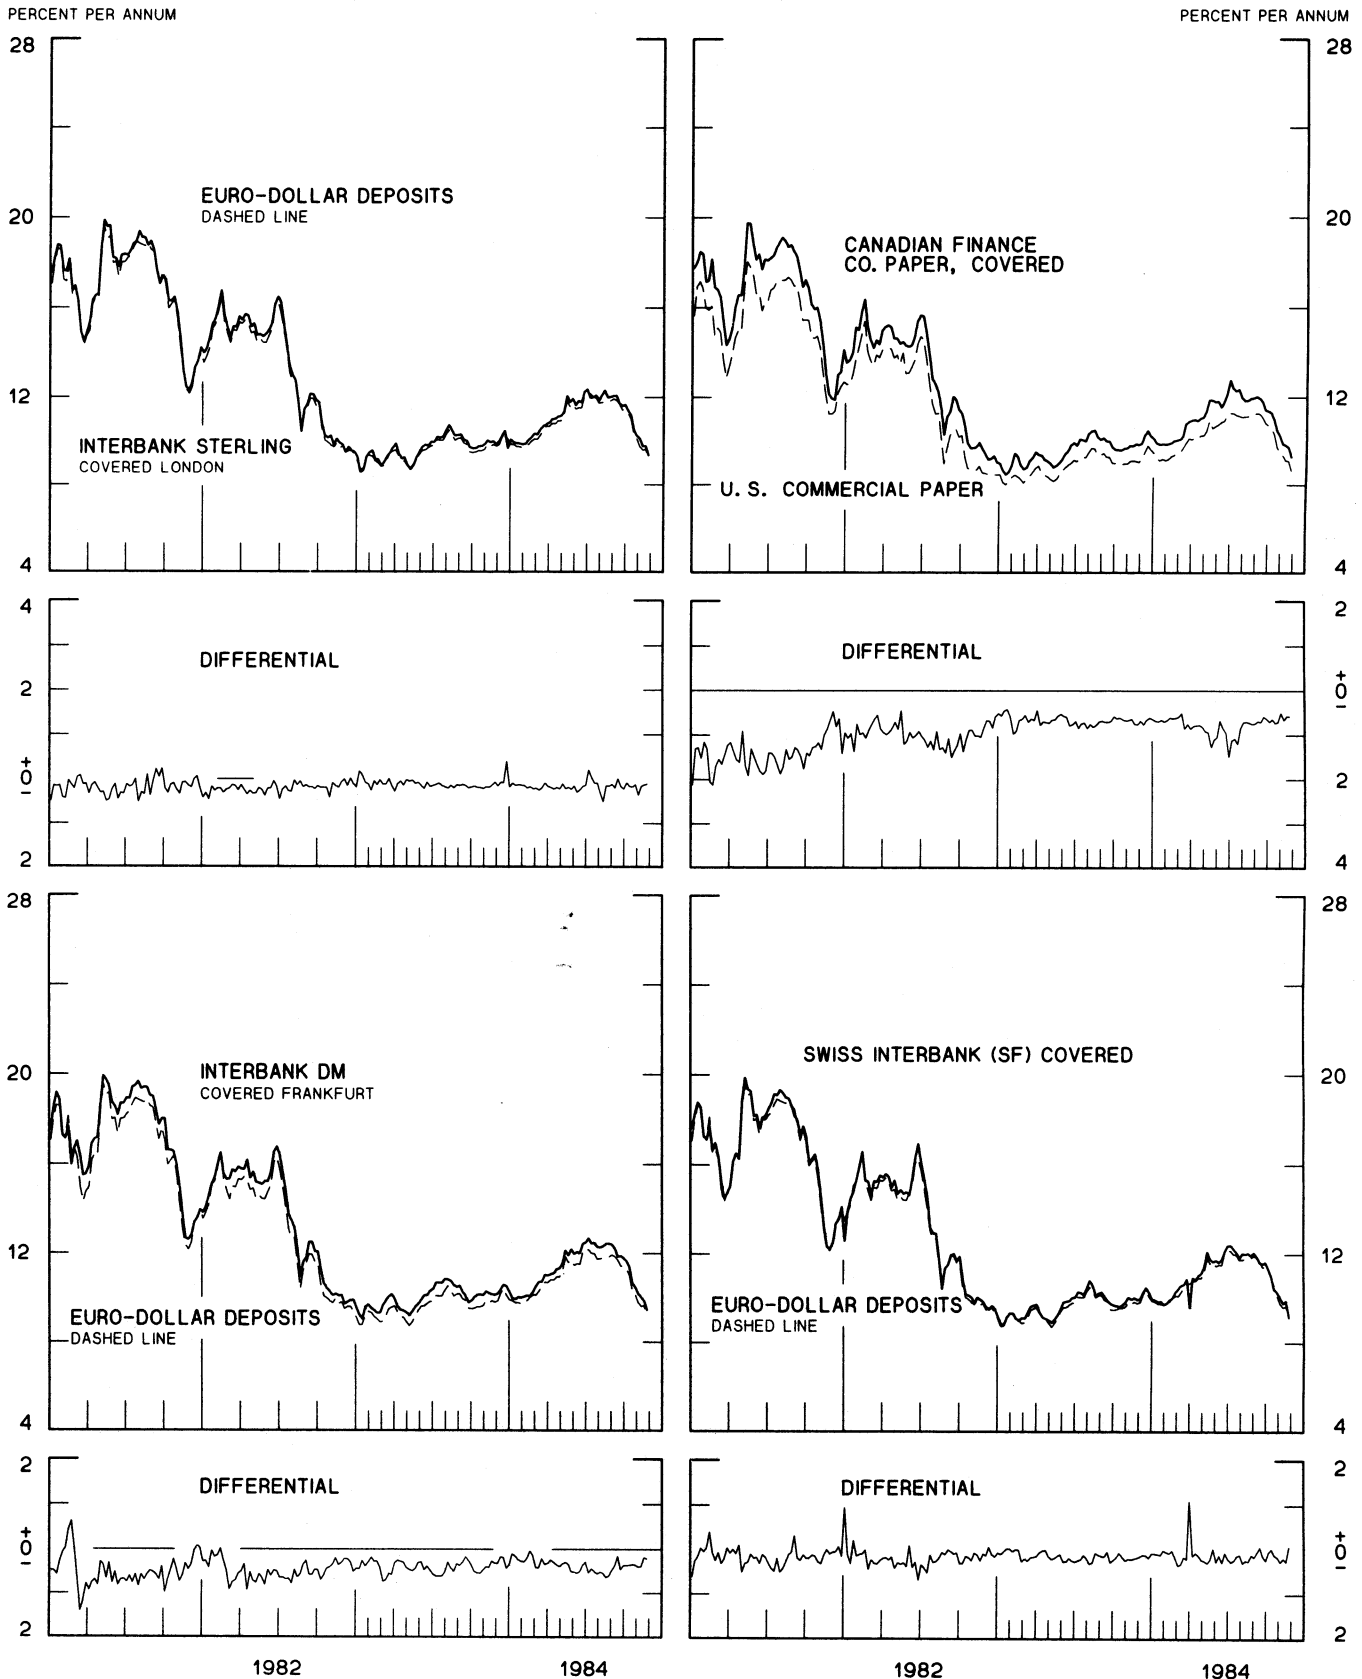 PERCENT PER ANNUM
PERCENT PER ANNUM
28
EURO-DOLLAR DEPOSITS
DASHED LINE
20
12
INTERBANK STERLING
COVERED LONDON
4
28
20
CANADIAN FINANCE
CO. PAPER, COVERED
12
U. S. COMMERCIAL PAPER
4
4
DIFFERENTIAL
2
+
0
−
2
2
DIFFERENTIAL
+
0
−
2
4
28
20
INTERBANK DM
COVERED FRANKFURT
12
EURO-DOLLAR DEPOSITS
DASHED LINE
4
28
SWISS INTERBANK (SF) COVERED
20
12
EURO-DOLLAR DEPOSITS
DASHED LINE
4
2
DIFFERENTIAL
+
0
−
2
1982
1984
2
DIFFERENTIAL
+
0
−
2
1982
1984